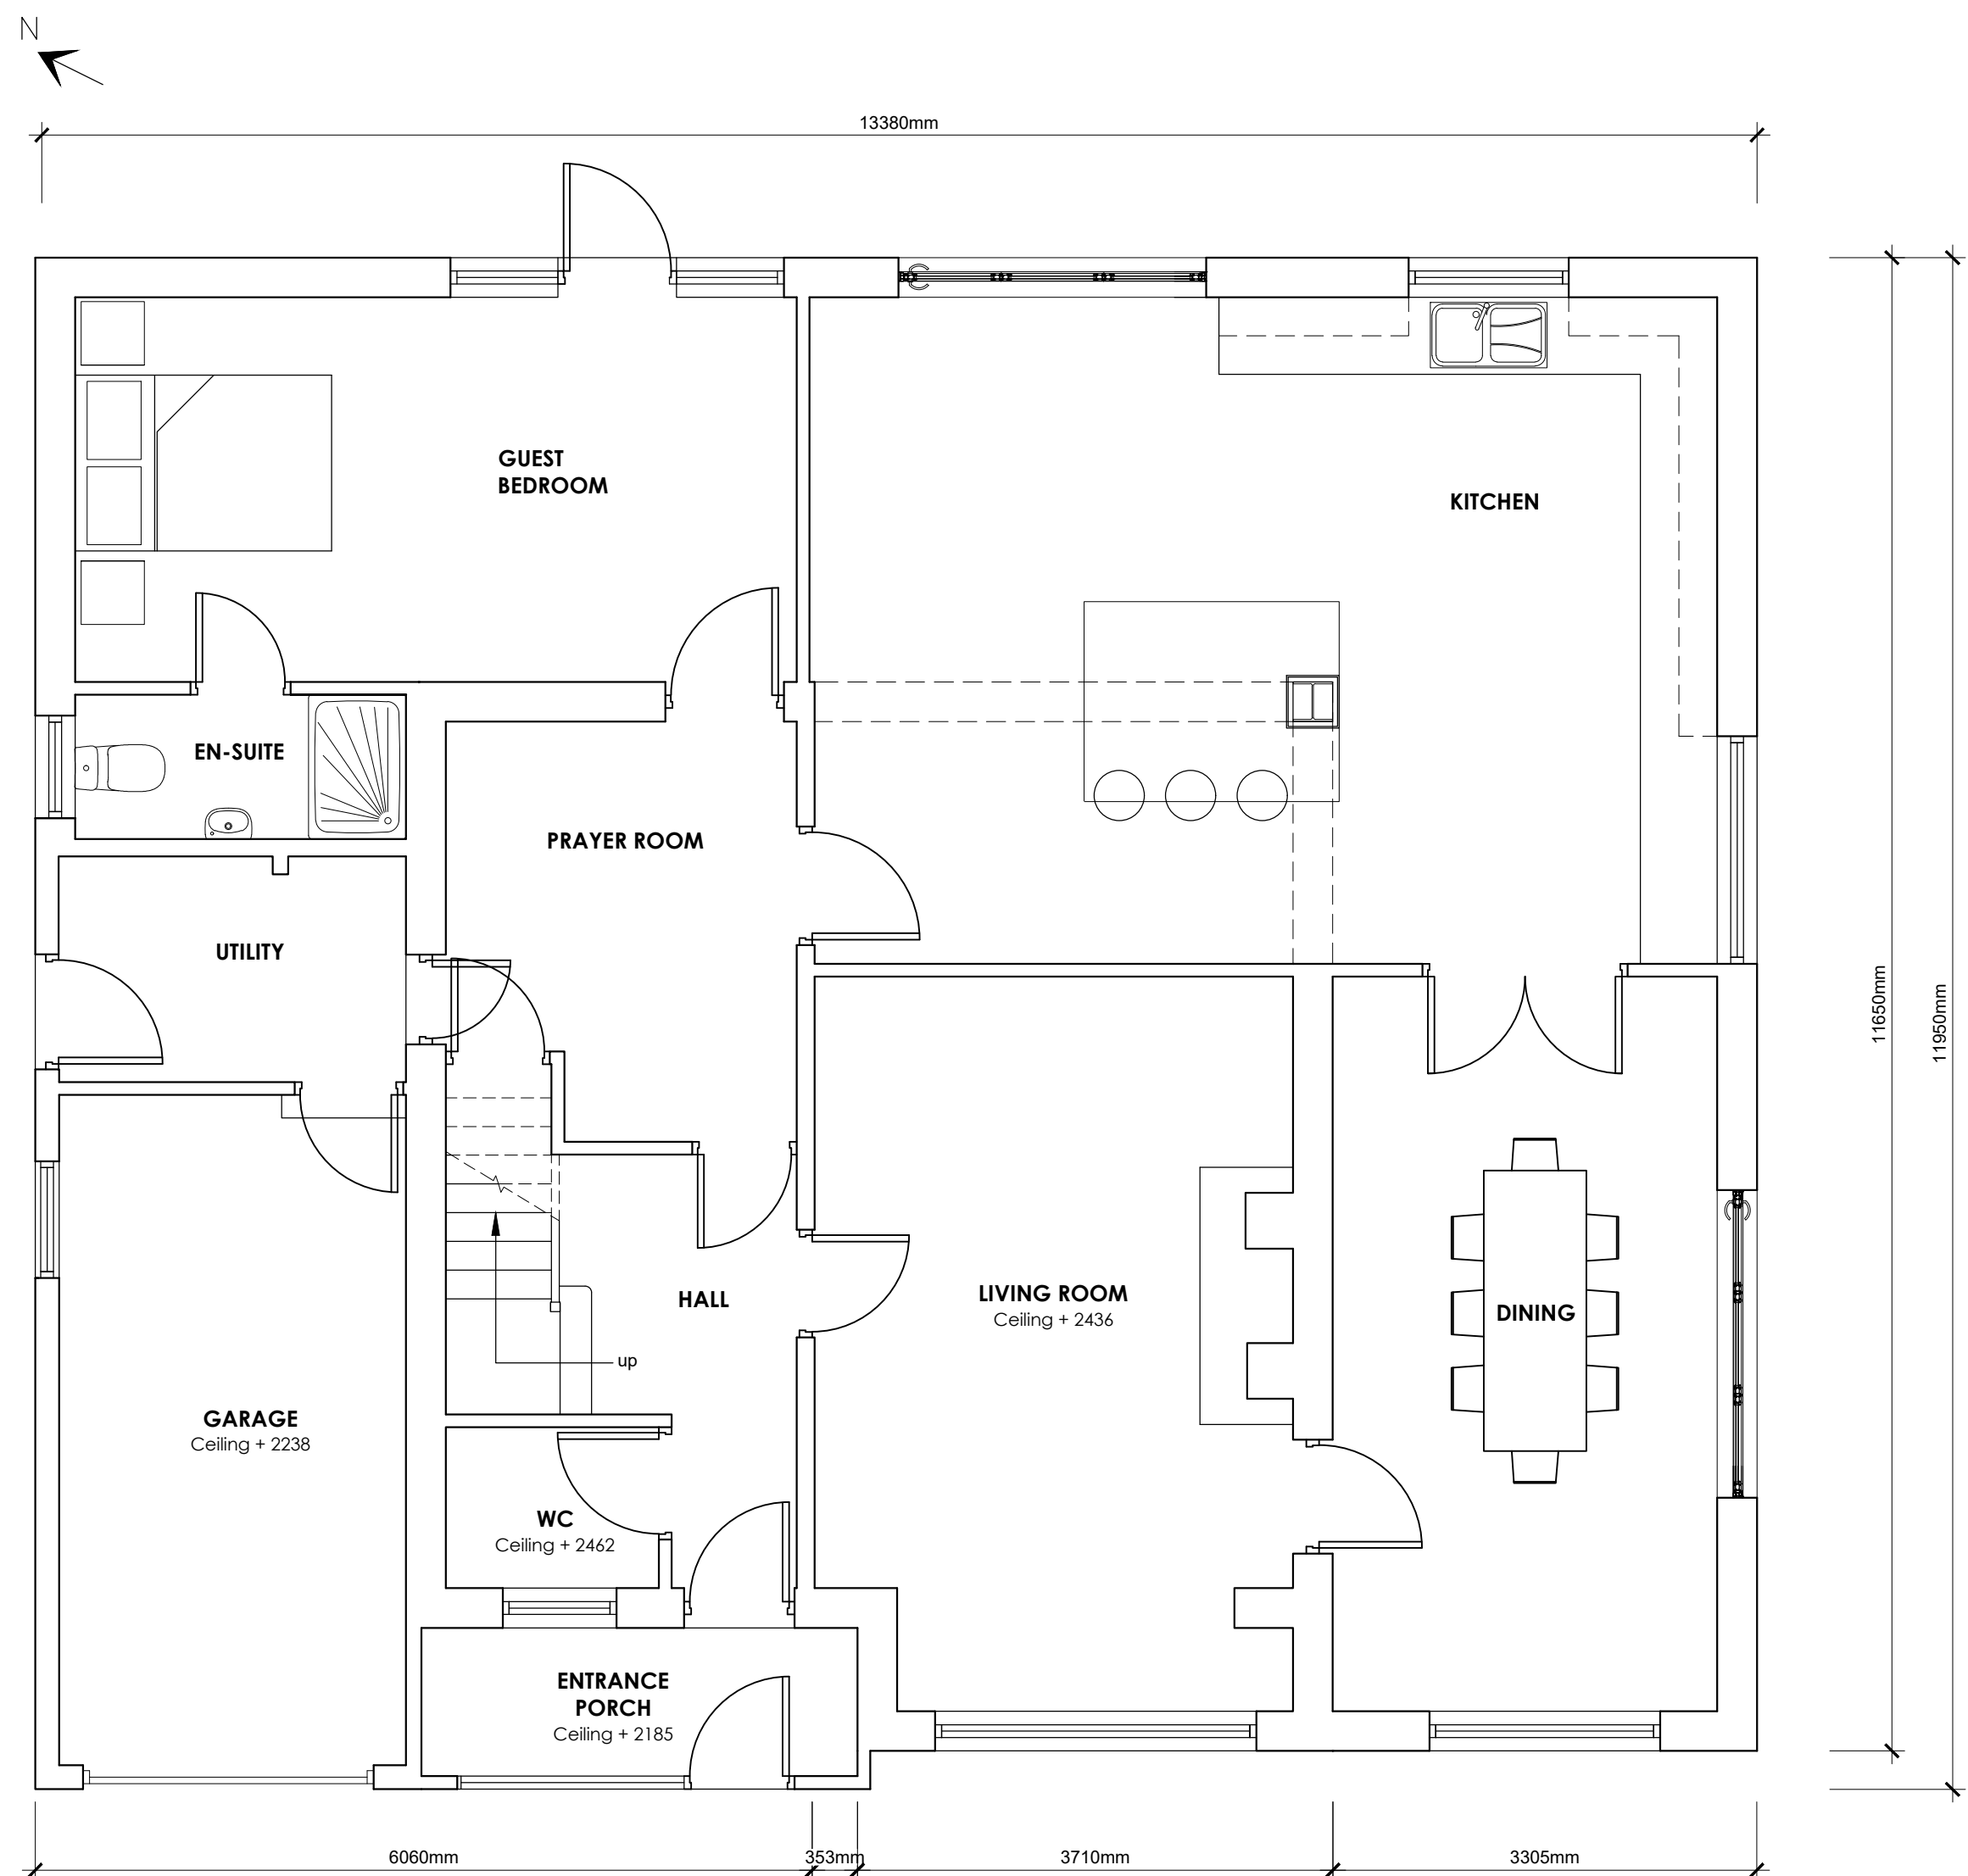 N
13380mm
GUEST
BEDROOM
KITCHEN
EN-SUITE
PRAYER ROOM
UTILITY
11650mm
11950mm
HALL
LIVING ROOM
Ceiling + 2436
DINING
up
GARAGE
Ceiling + 2238
WC
Ceiling + 2462
ENTRANCE
PORCH
Ceiling + 2185
6060mm
353mm
3710mm
3305mm